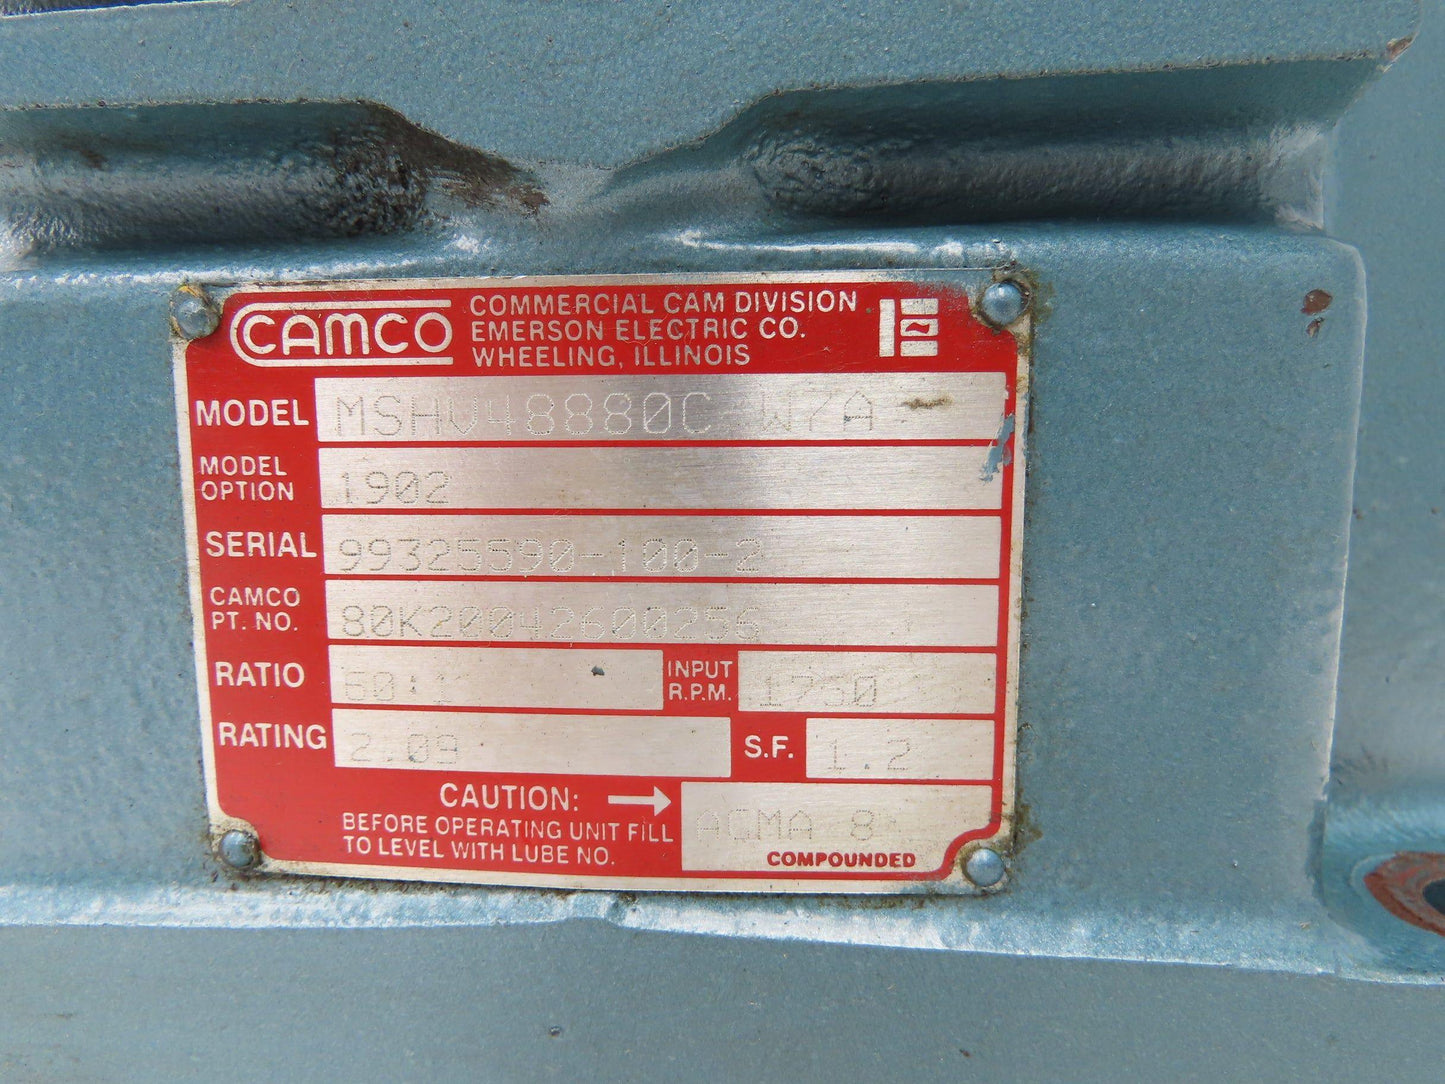 CAMCO
COMMERCIAL CAM DIVISION
EMERSON ELECTRIC CO.
WHEELING, ILLINOIS
MODEL MSHV48880C W/A
MODEL OPTION 1902
SERIAL 99325590-100-2
CAMCO PT. NO. 80K20042600256
RATIO 60:1 INPUT R.P.M. 1750
RATING 2.09 S.F. 1.2
CAUTION:
BEFORE OPERATING UNIT FILL
TO LEVEL WITH LUBE NO.
AGMA 8
COMPOUNDED